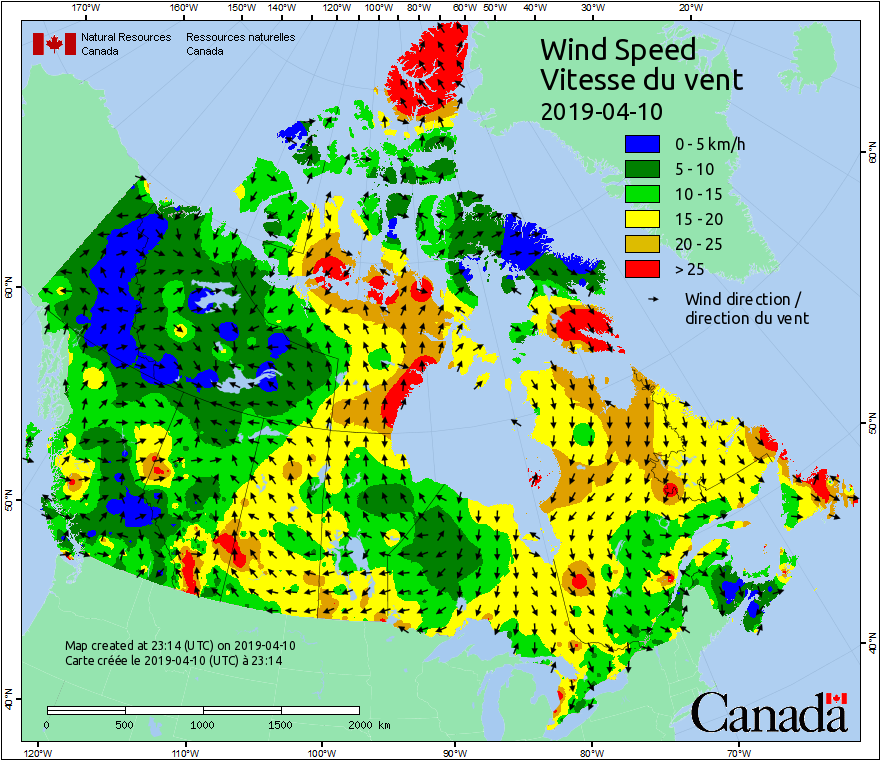 170°W 160°W 150°W 140°W 120°W 100°W 80°W 60°W 50°W 40°W 30°W 20°W
Natural Resources Canada
Ressources naturelles Canada
Wind Speed
Vitesse du vent
2019-04-10
0 - 5 km/h
5 - 10
10 - 15
15 - 20
20 - 25
> 25
Wind direction /
direction du vent
60°N
50°N
40°N
60°N
50°N
40°N
Map created at 23:14 (UTC) on 2019-04-10
Carte créée le 2019-04-10 (UTC) à 23:14
0 500 1000 1500 2000 km
Canada
120°W 110°W 100°W 90°W 80°W 70°W